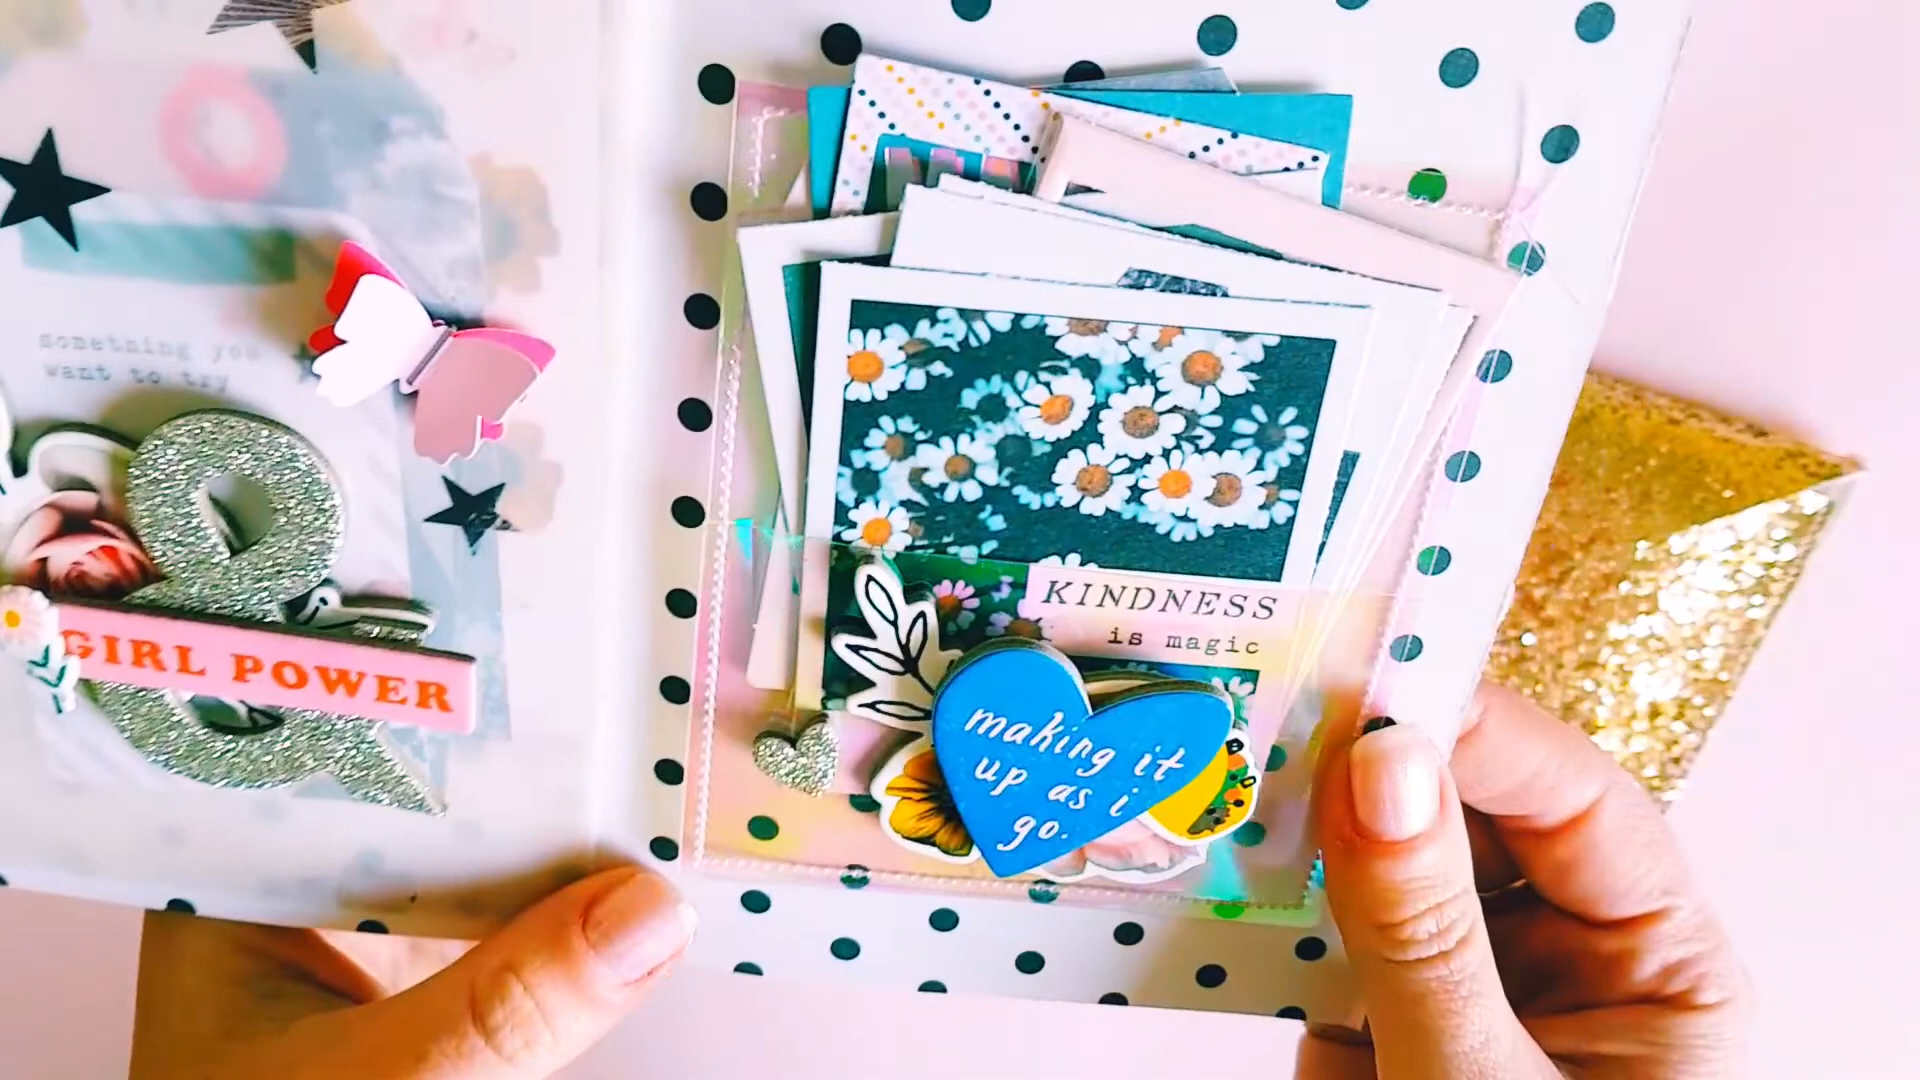 something you
want to try
GIRL POWER
KINDNESS
is magic
making it
up as i
go.